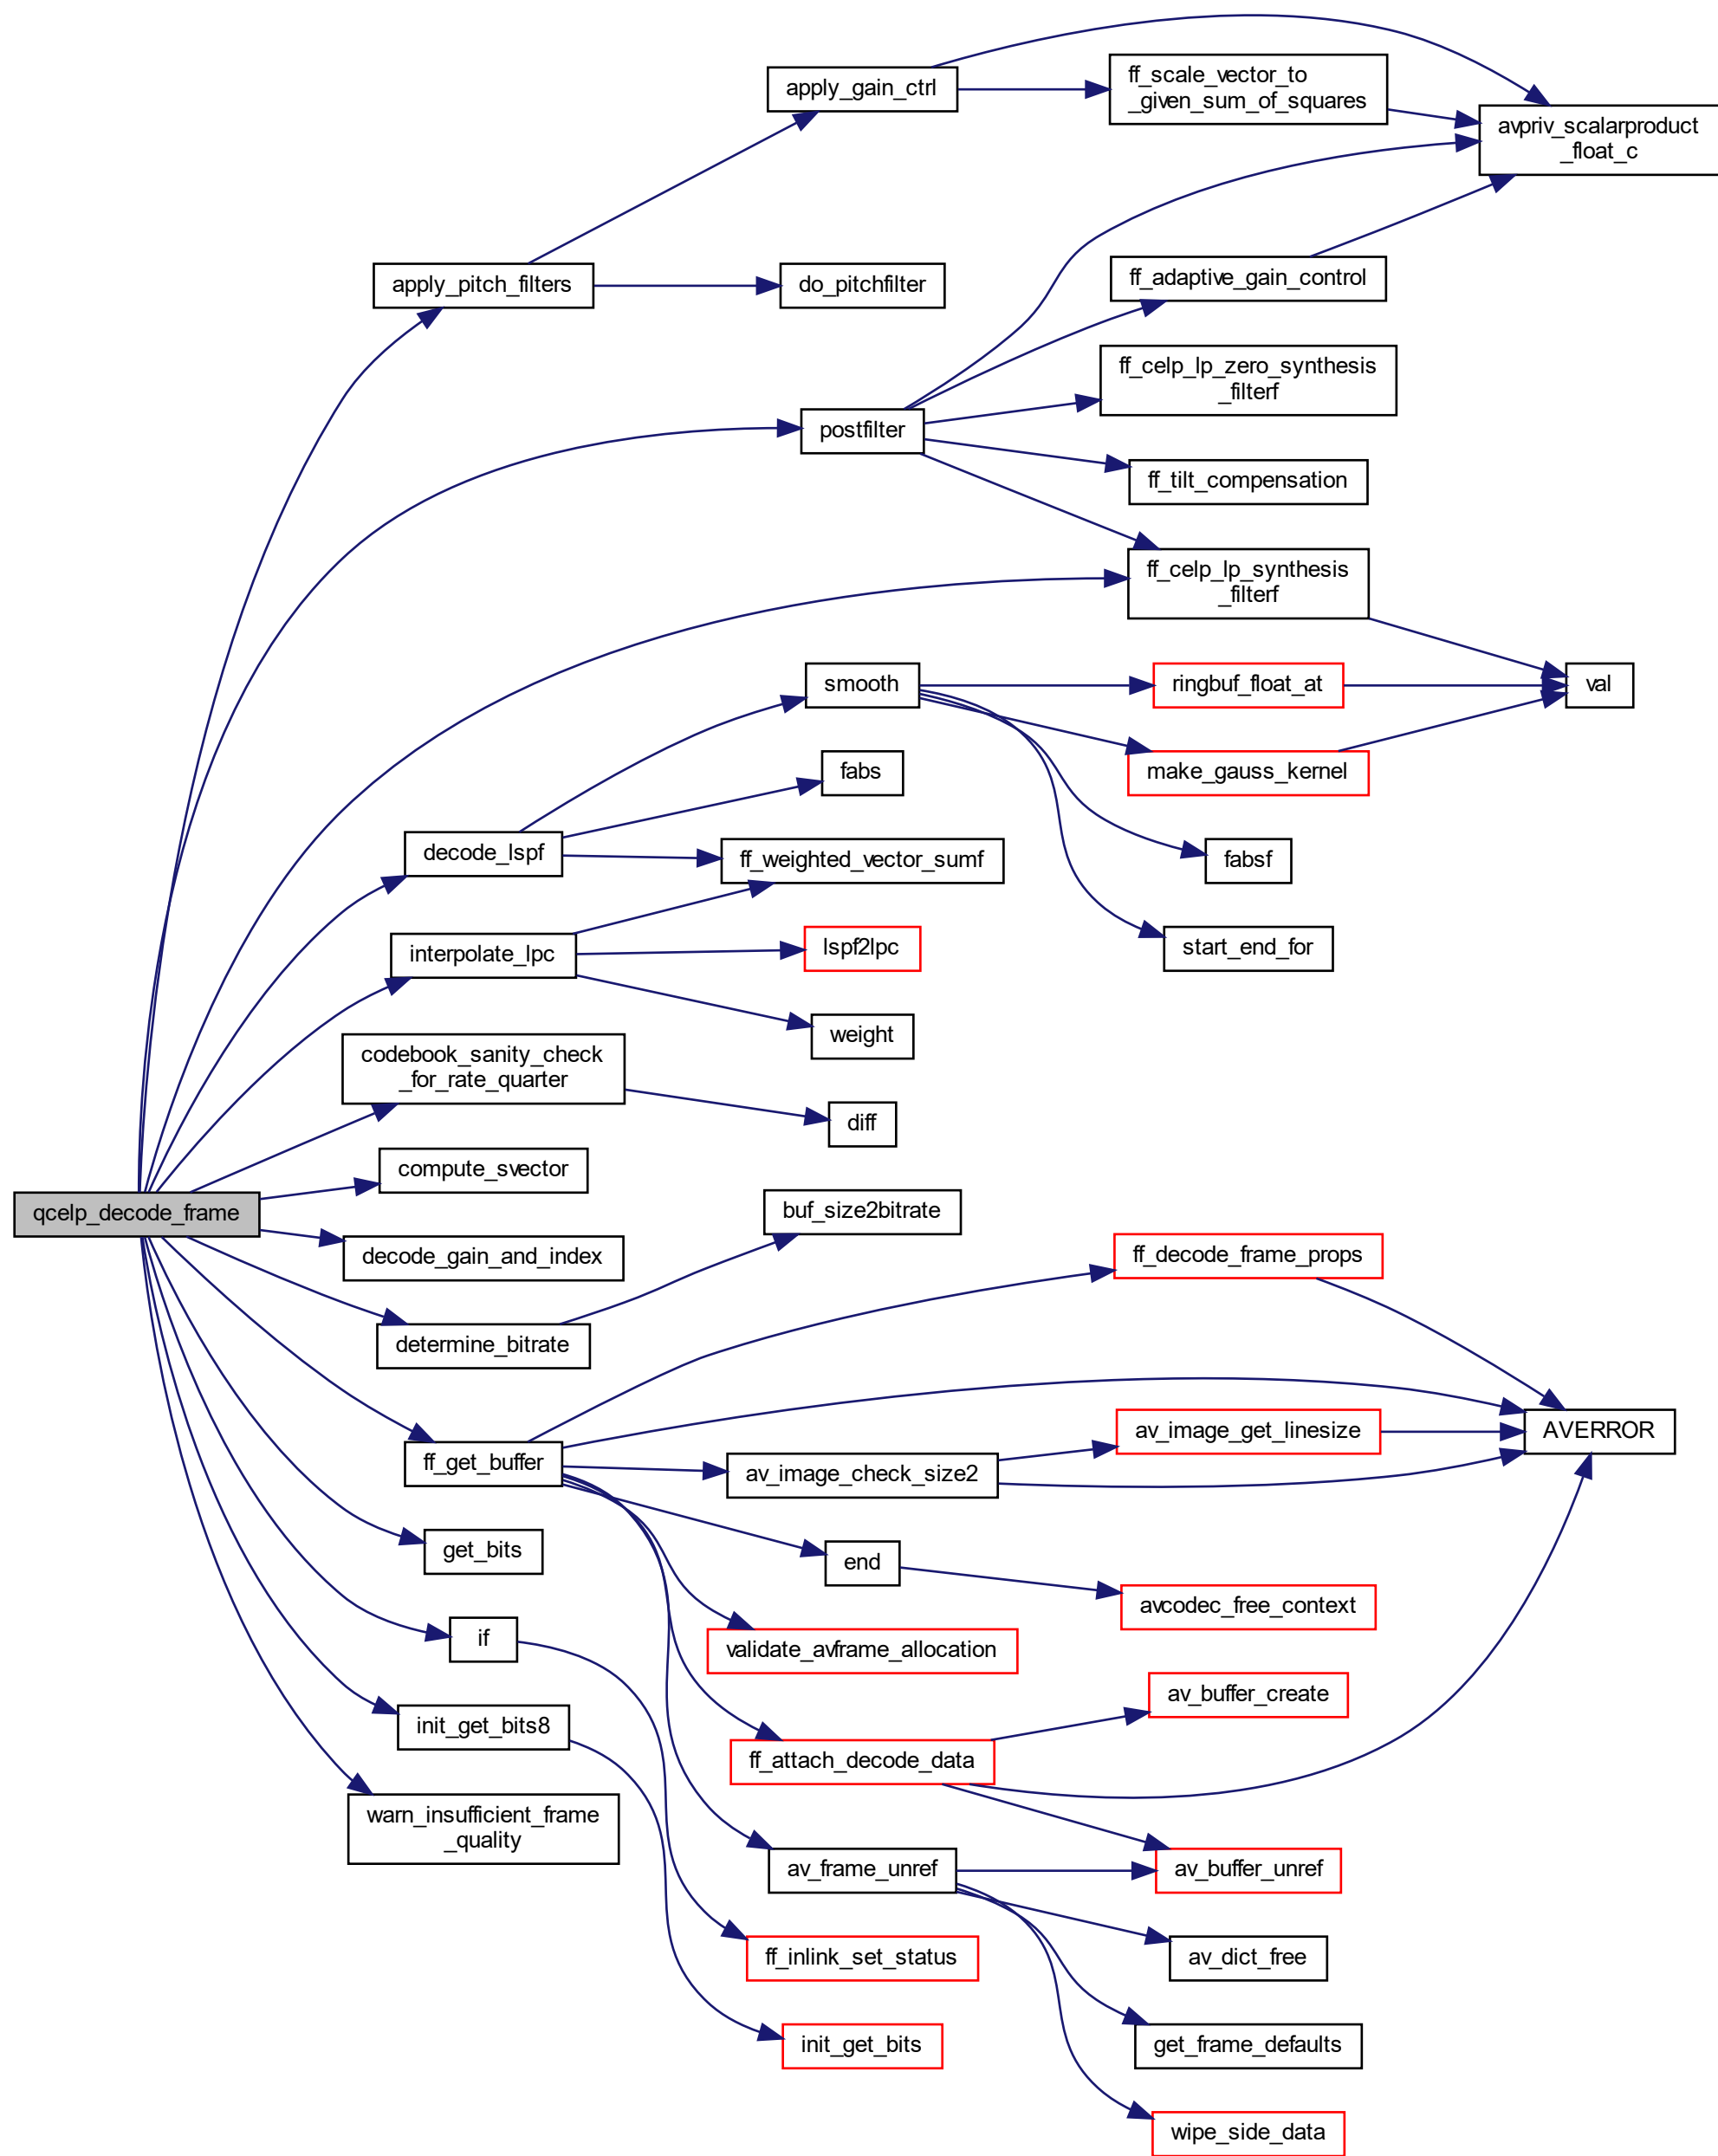 apply_gain_ctrl
ff_scale_vector_to
_given_sum_of_squares
avpriv_scalarproduct
_float_c
apply_pitch_filters
do_pitchfilter
ff_adaptive_gain_control
ff_celp_lp_zero_synthesis
_filterf
postfilter
ff_tilt_compensation
ff_celp_lp_synthesis
_filterf
smooth
ringbuf_float_at
val
make_gauss_kernel
fabs
decode_lspf
ff_weighted_vector_sumf
fabsf
interpolate_lpc
lspf2lpc
start_end_for
weight
codebook_sanity_check
_for_rate_quarter
diff
compute_svector
qcelp_decode_frame
buf_size2bitrate
decode_gain_and_index
ff_decode_frame_props
determine_bitrate
av_image_get_linesize
AVERROR
ff_get_buffer
av_image_check_size2
get_bits
end
avcodec_free_context
if
validate_avframe_allocation
av_buffer_create
init_get_bits8
ff_attach_decode_data
warn_insufficient_frame
_quality
av_frame_unref
av_buffer_unref
ff_inlink_set_status
av_dict_free
init_get_bits
get_frame_defaults
wipe_side_data